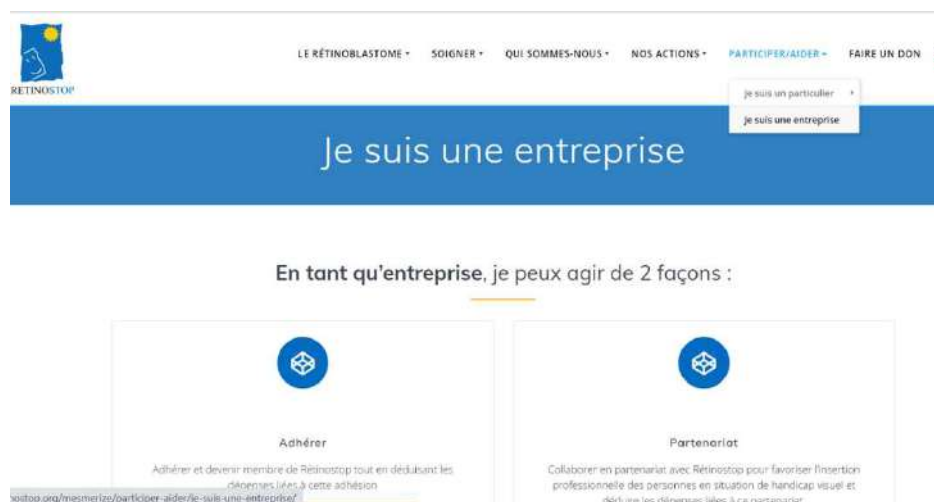 RETINOSTOP
LE RÉTINOBLASTOME
SOIGNER
QUI SOMMES-NOUS
NOS ACTIONS
PARTICIPER/AIDER
FAIRE UN DON
Je suis un particulier
Je suis une entreprise
Je suis une entreprise
En tant qu'entreprise, je peux agir de 2 façons :
Adhérer
Adhérer et devenir membre de Rétinostop tout en déduisant les
dépenses liées à cette adhésion
Partenariat
Collaborer en partenariat avec Rétinostop pour favoriser l'insertion
professionnelle des personnes en situation de handicap visuel et
déduire les dépenses liées à ce partenariat
nostop.org/mesmerize/participer-aider/je-suis-une-entreprise/